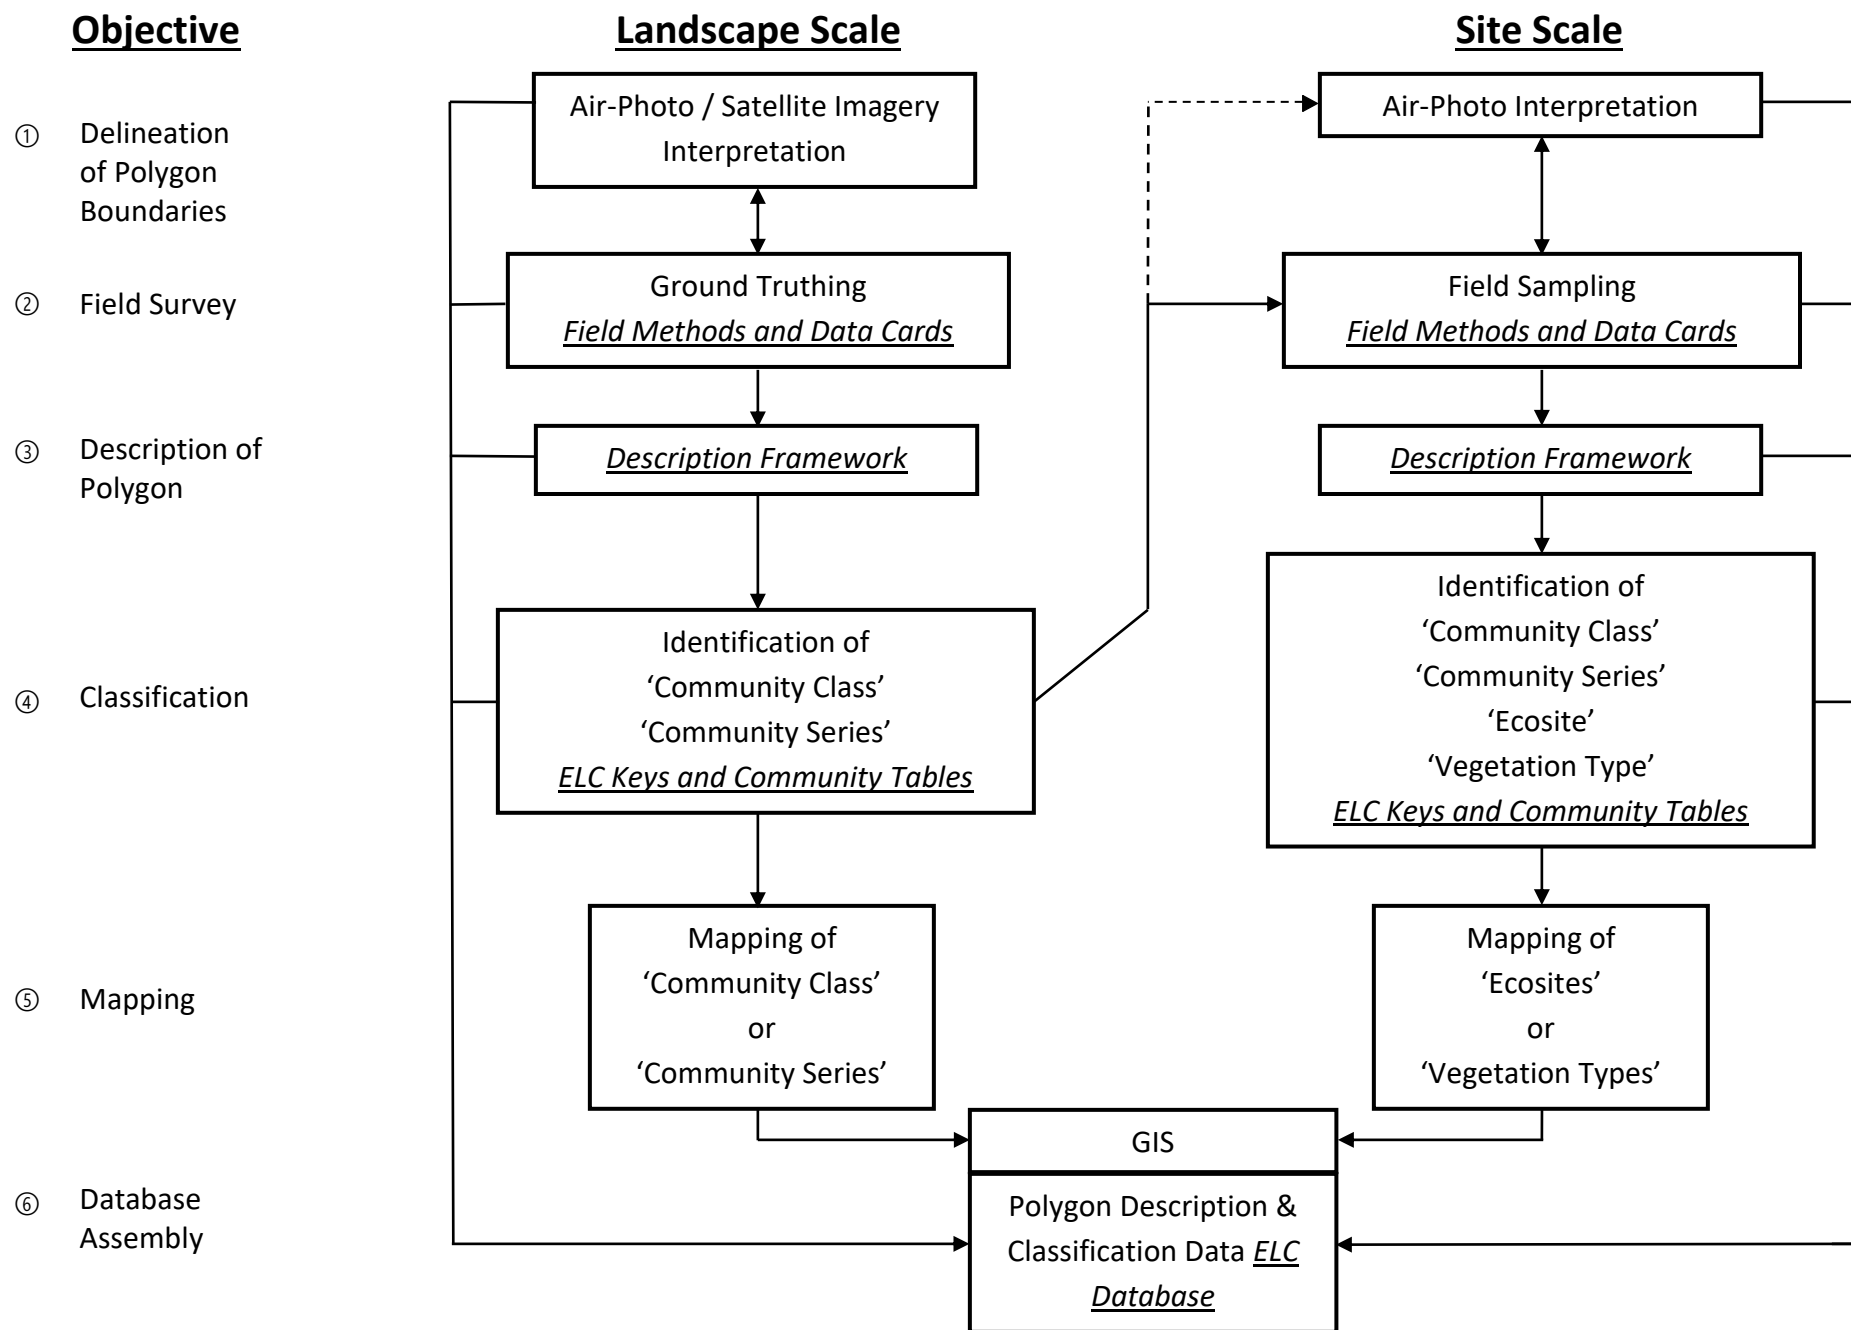 Objective
Landscape Scale
Site Scale
① Delineation
of Polygon
Boundaries
Air-Photo / Satellite Imagery
Interpretation
Air-Photo Interpretation
② Field Survey
Ground Truthing
Field Methods and Data Cards
Field Sampling
Field Methods and Data Cards
③ Description of
Polygon
Description Framework
Description Framework
④ Classification
Identification of
‘Community Class’
‘Community Series’
ELC Keys and Community Tables
Identification of
‘Community Class’
‘Community Series’
‘Ecosite’
‘Vegetation Type’
ELC Keys and Community Tables
⑤ Mapping
Mapping of
‘Community Class’
or
‘Community Series’
Mapping of
‘Ecosites’
or
‘Vegetation Types’
⑥ Database
Assembly
GIS
Polygon Description &
Classification Data ELC
Database